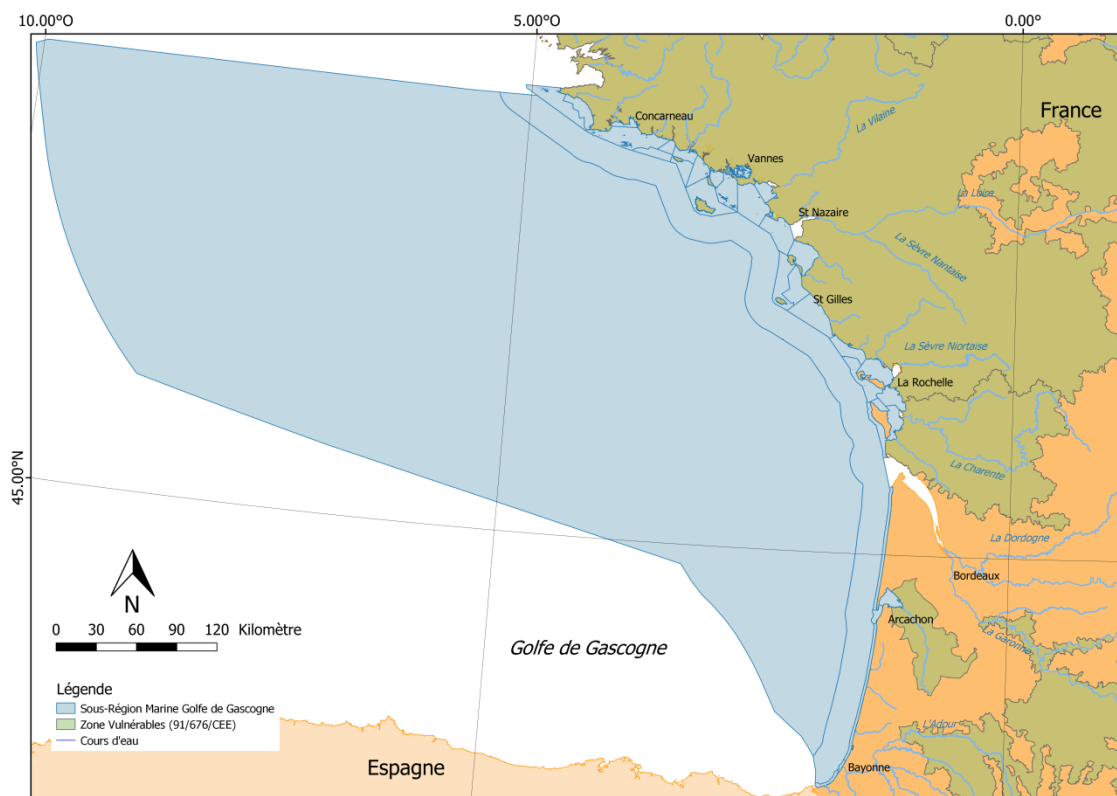 10.00°O
5.00°O
0.00°
France
Concarneau
La Vilaine
Vannes
La Loire
St Nazaire
La Sèvre Nantaise
St Gilles
La Sèvre Niortaise
La Rochelle
45.00°N
La Charente
La Dordogne
Bordeaux
N
0 30 60 90 120 Kilomètre
Arcachon
La Garonne
Golfe de Gascogne
Légende
Sous-Région Marine Golfe de Gascogne
Zone Vulnérables (91/676/CEE)
Cours d'eau
L'Adour
Espagne
Bayonne